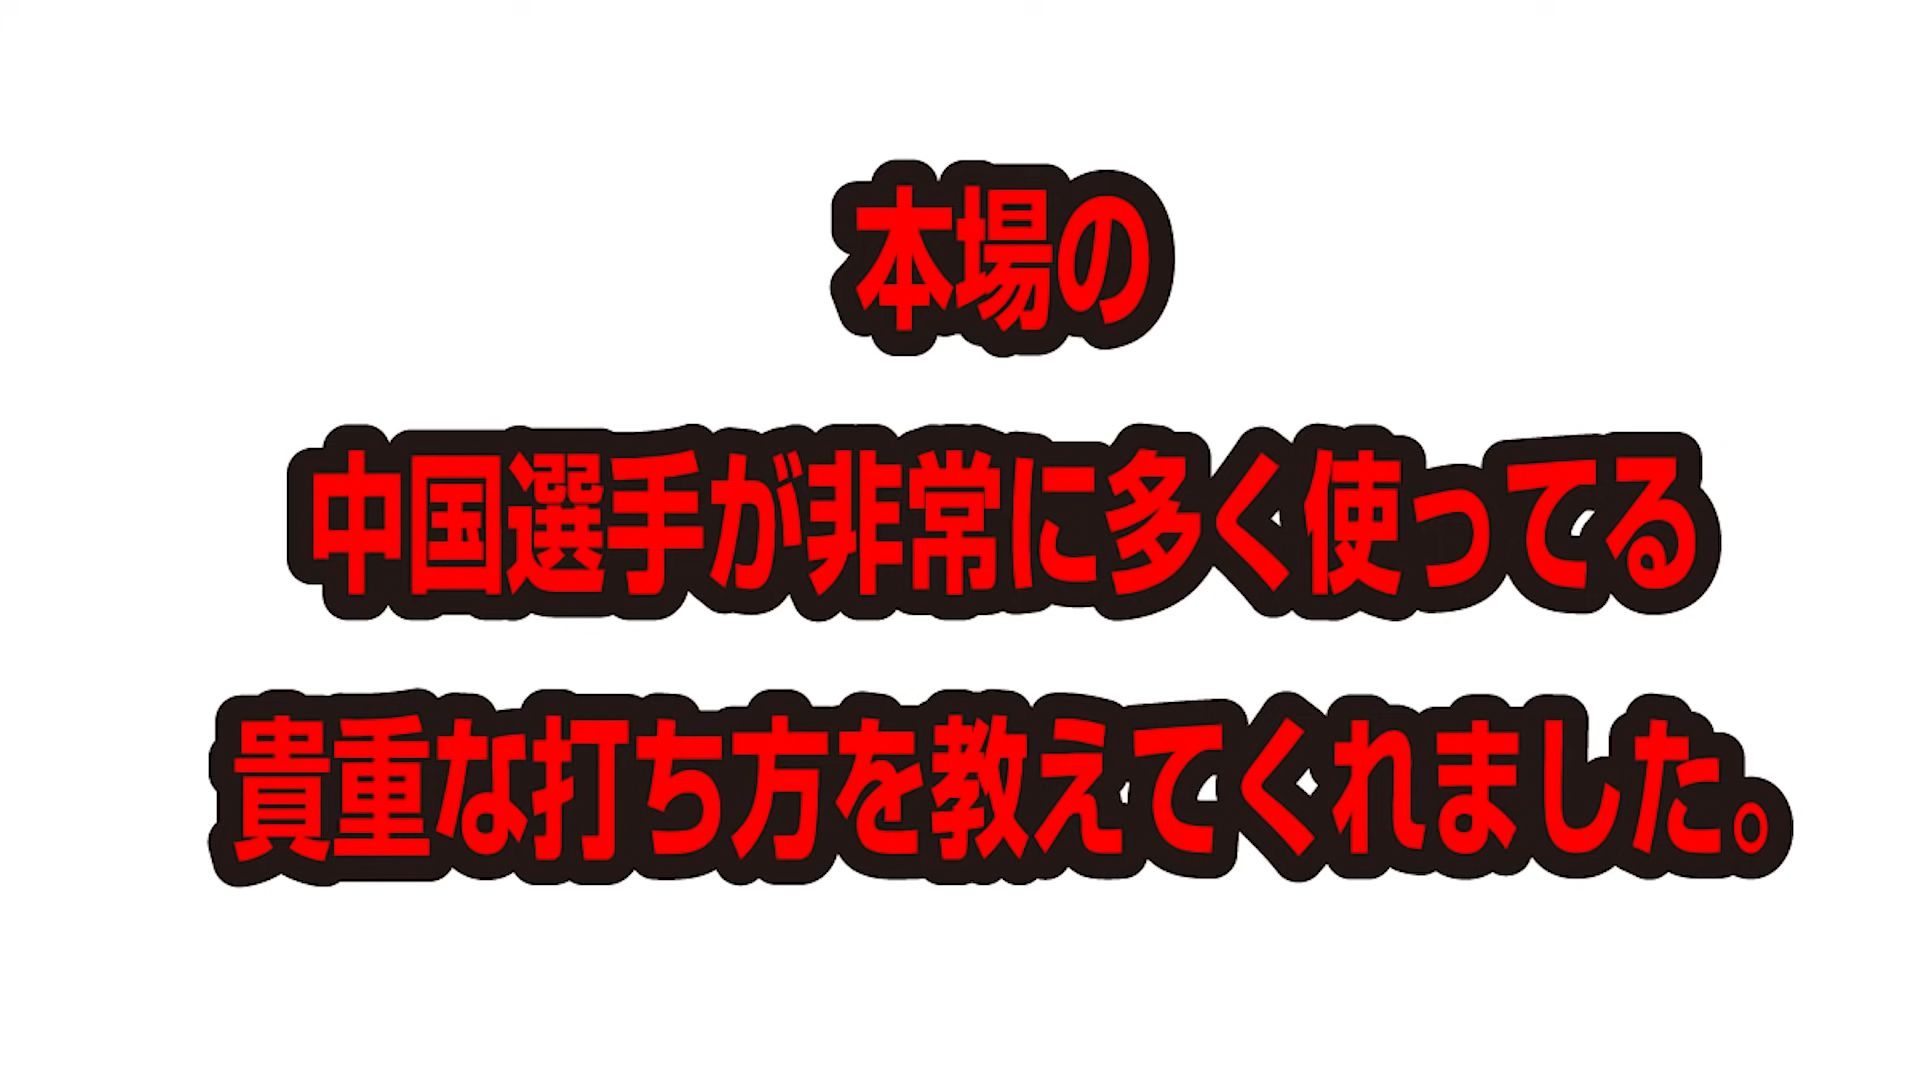 本場の
中国選手が非常に多く使ってる
貴重な打ち方を教えてくれました。